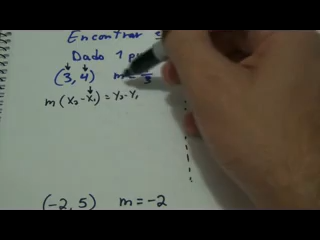 Encontrar
Dado 1
(3, 4) m =
m (X₂ - X₁) = Y₂ - Y₁
(-2, 5) m = -2